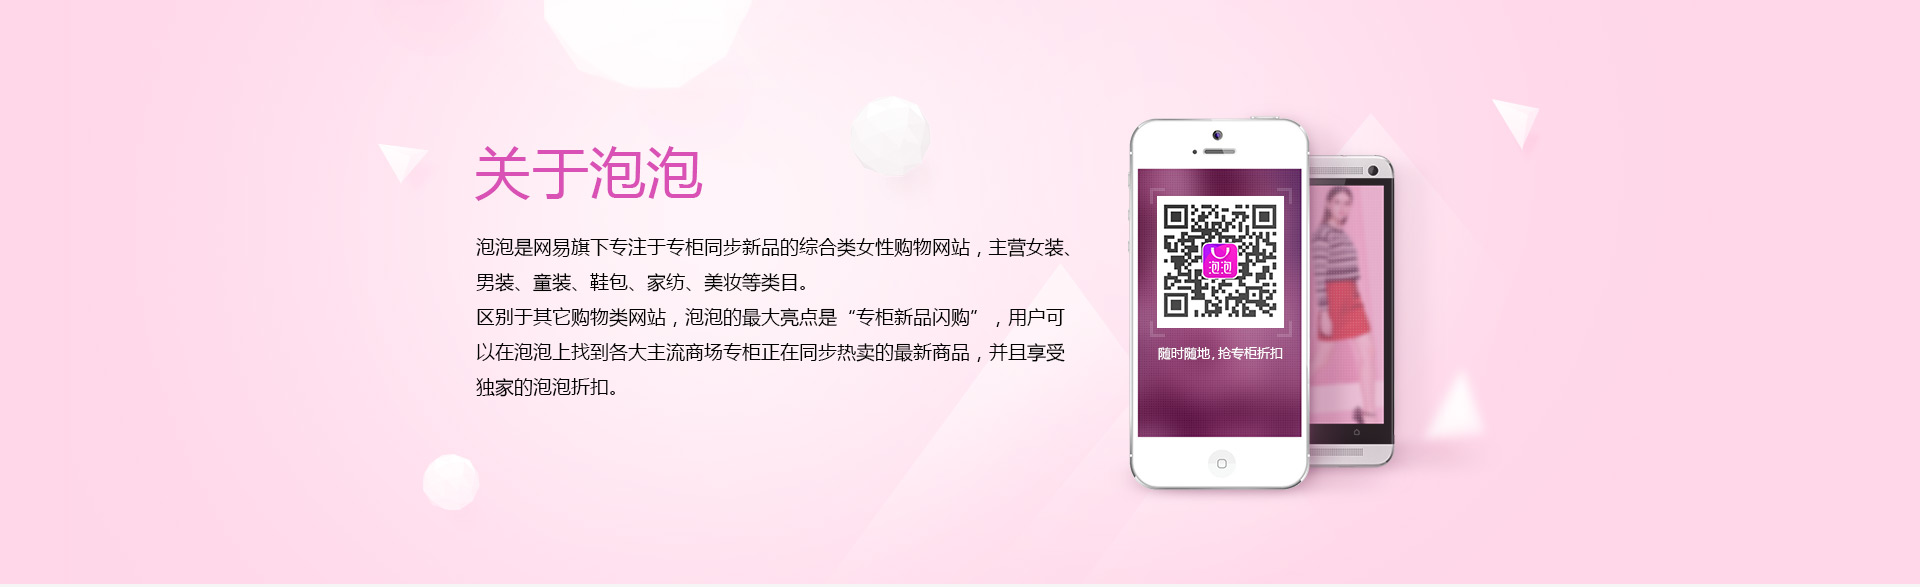 关于泡泡
泡泡是网易旗下专注于专柜同步新品的综合类女性购物网站，主营女装、
男装、童装、鞋包、家纺、美妆等类目。
区别于其它购物类网站，泡泡的最大亮点是“专柜新品闪购”，用户可
以在泡泡上找到各大主流商场专柜正在同步热卖的最新商品，并且享受
独家的泡泡折扣。
泡泡
随时随地，抢专柜折扣